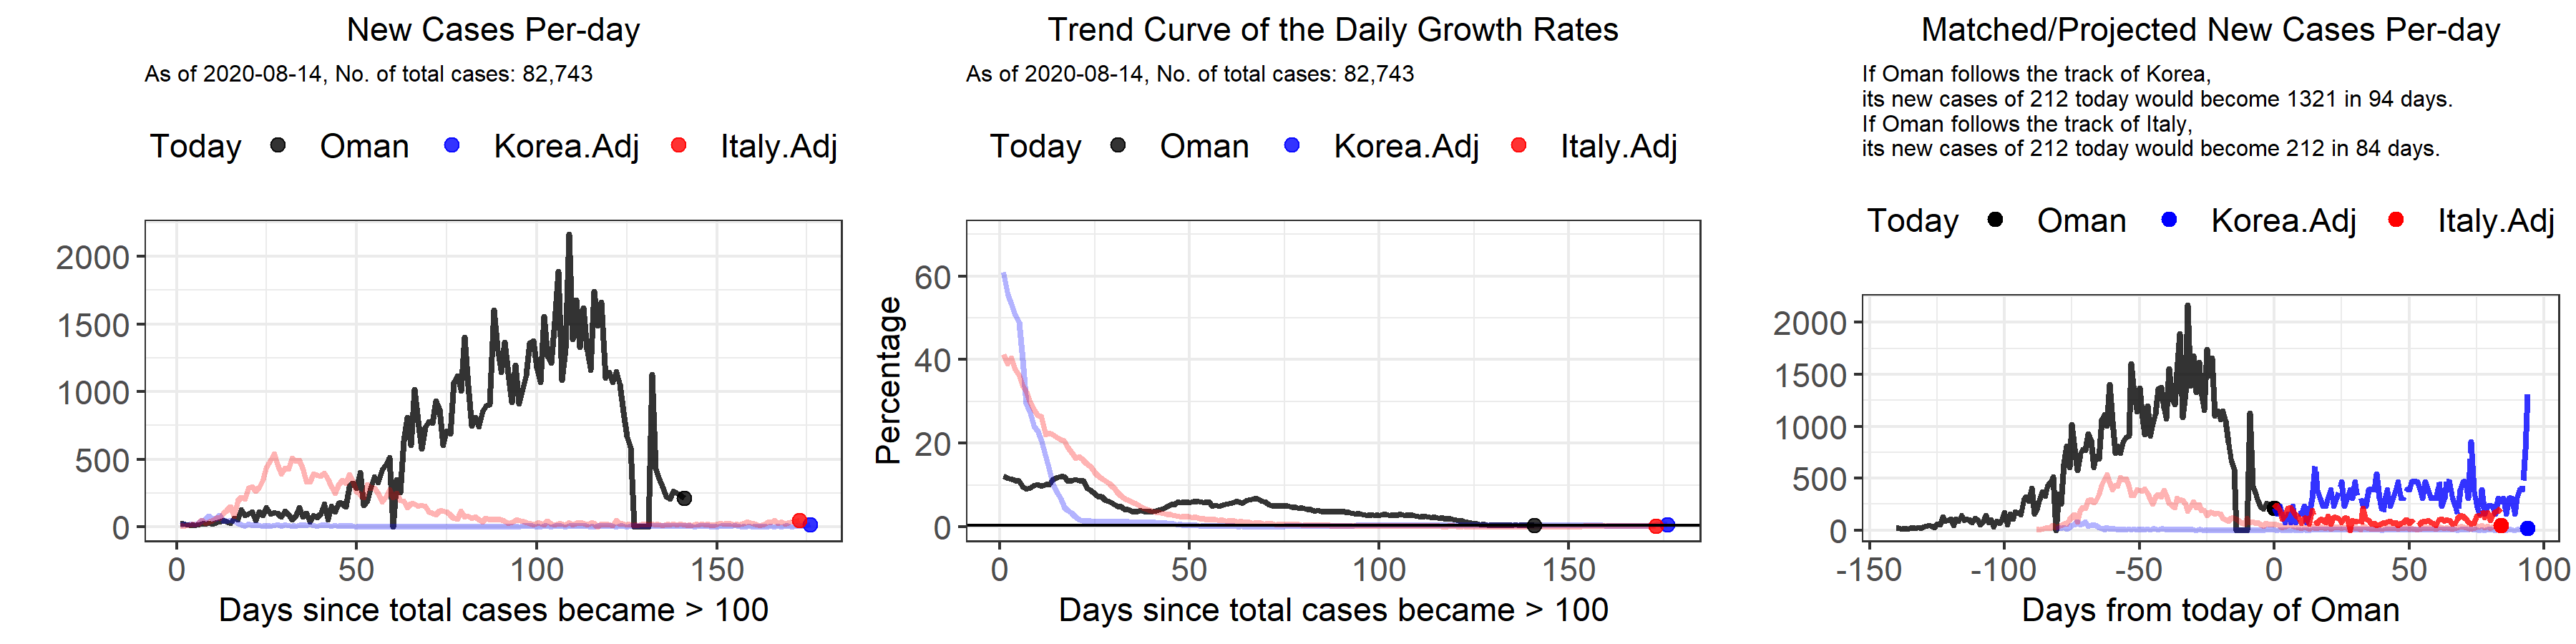 New Cases Per-day
As of 2020-08-14, No. of total cases: 82,743
Today Oman Korea.Adj Italy.Adj
2000
1500
1000
500
0
0 50 100 150
Days since total cases became > 100
Trend Curve of the Daily Growth Rates
As of 2020-08-14, No. of total cases: 82,743
Today Oman Korea.Adj Italy.Adj
Percentage
60
40
20
0
0 50 100 150
Days since total cases became > 100
Matched/Projected New Cases Per-day
If Oman follows the track of Korea,
its new cases of 212 today would become 1321 in 94 days.
If Oman follows the track of Italy,
its new cases of 212 today would become 212 in 84 days.
Today Oman Korea.Adj Italy.Adj
2000
1500
1000
500
0
-150 -100 -50 0 50 100
Days from today of Oman